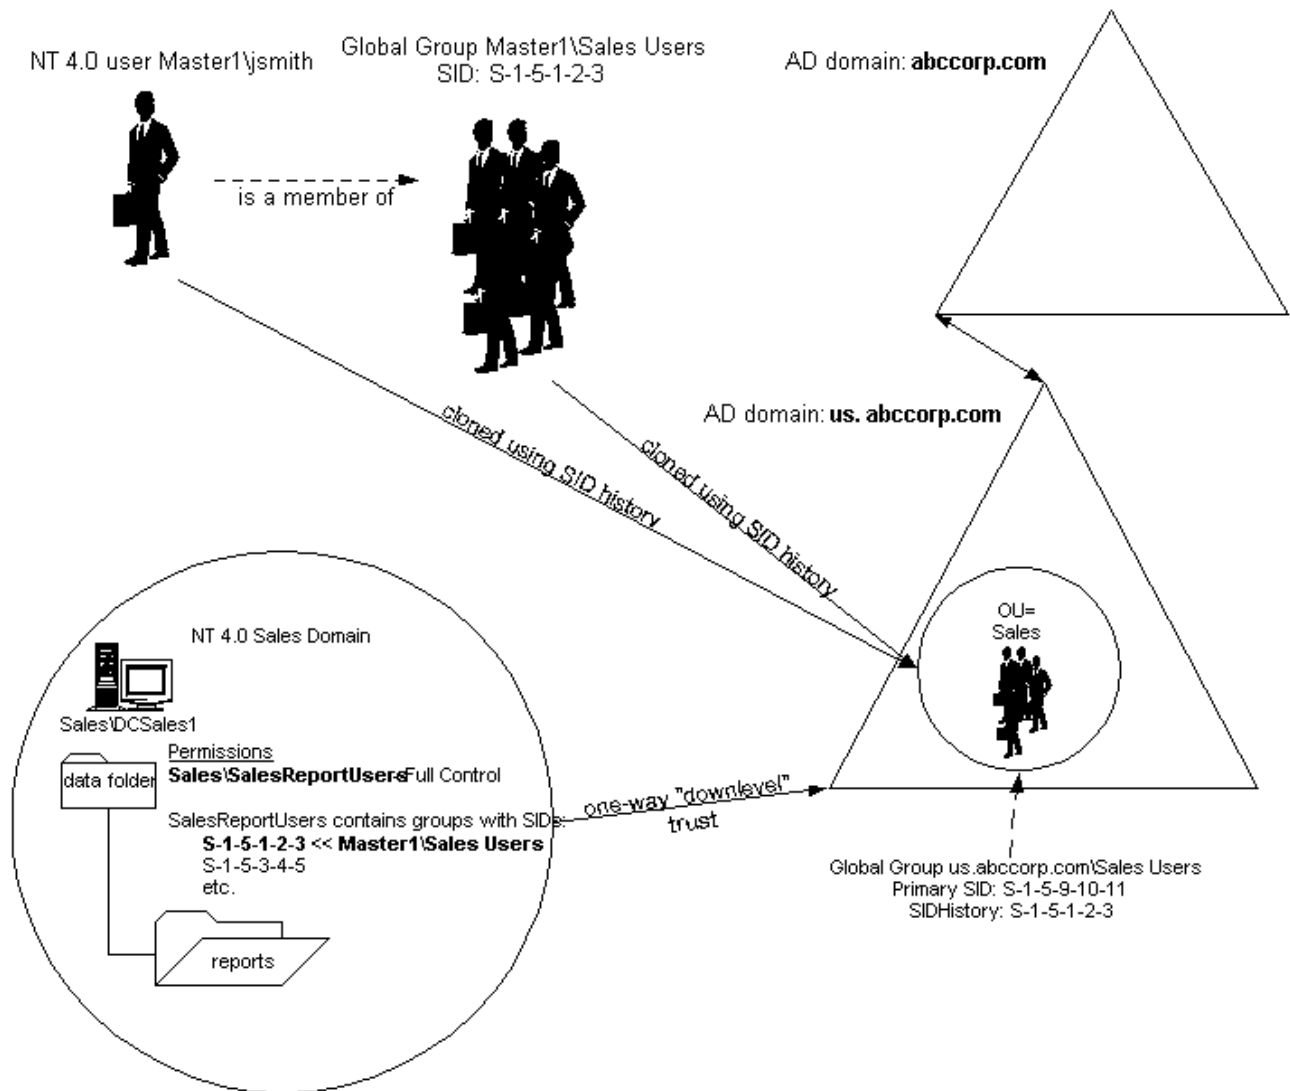 NT 4.0 user Master1\jsmith
Global Group Master1\Sales Users
SID: S-1-5-1-2-3
AD domain: abccorp.com
is a member of
AD domain: us. abccorp.com
cloned using SID history
cloned using SID history
OU=
Sales
NT 4.0 Sales Domain
Sales\DCSales1
Permissions
Sales\SalesReportUsers-Full Control
data folder
SalesReportUsers contains groups with SIDs:
S-1-5-1-2-3 << Master1\Sales Users
S-1-5-3-4-5
etc.
reports
one-way "downlevel"
trust
Global Group us.abccorp.com\Sales Users
Primary SID: S-1-5-9-10-11
SIDHistory: S-1-5-1-2-3